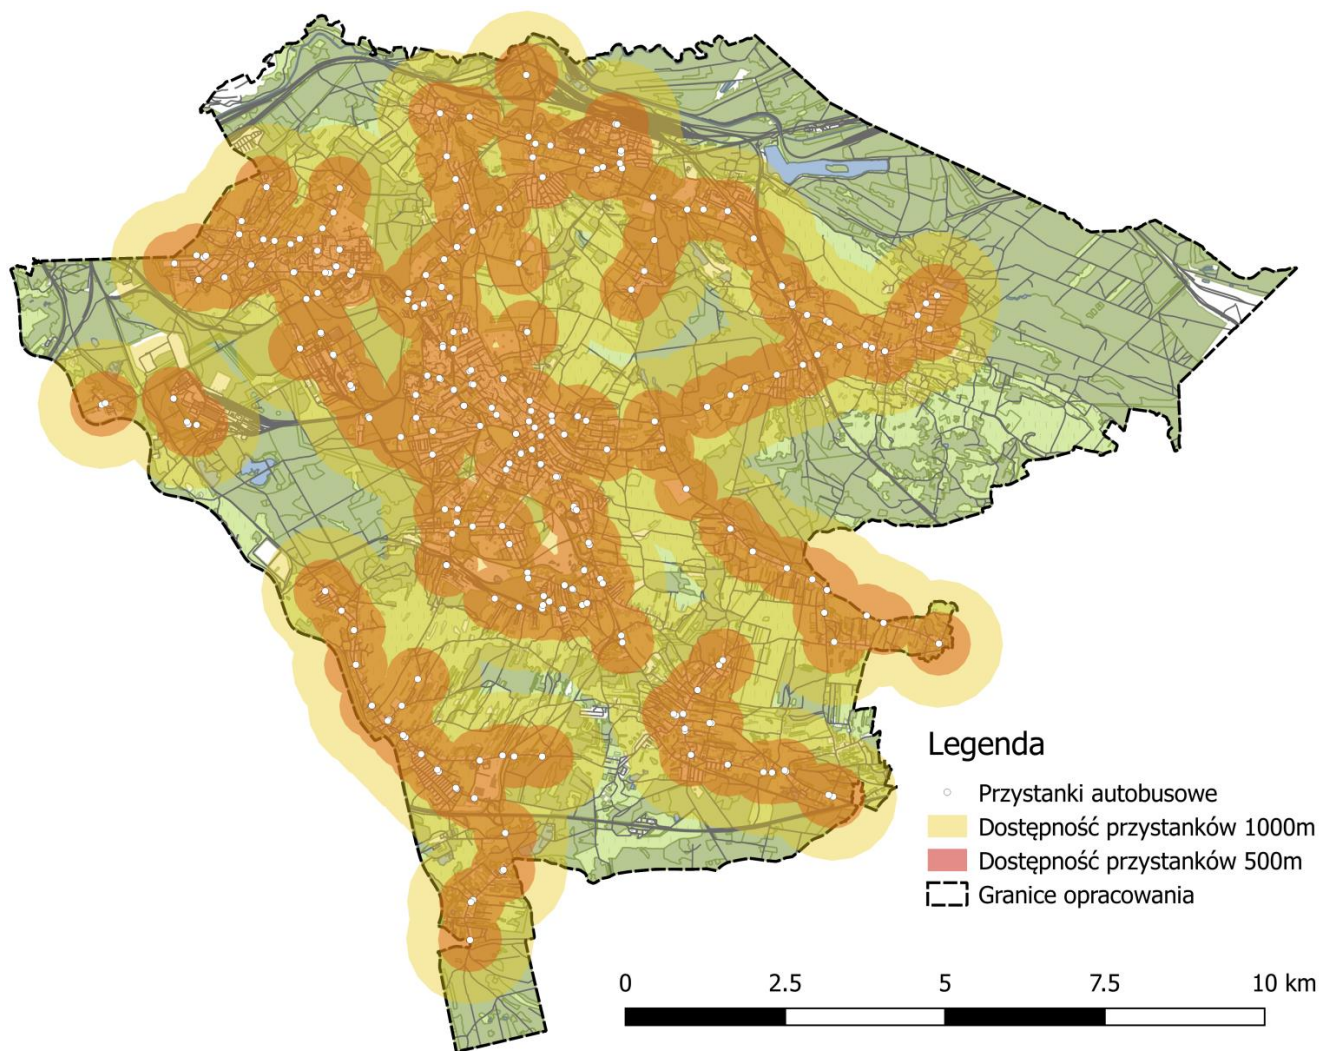 Legenda
Przystanki autobusowe
Dostępność przystanków 1000m
Dostępność przystanków 500m
Granice opracowania
0 2.5 5 7.5 10 km